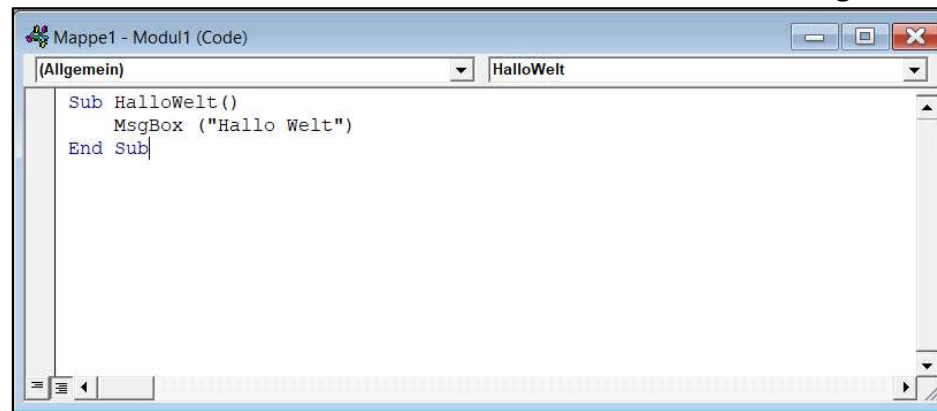 Mappe1 - Modul1 (Code)
(Allgemein) HalloWelt
Sub HalloWelt()
    MsgBox ("Hallo Welt")
End Sub